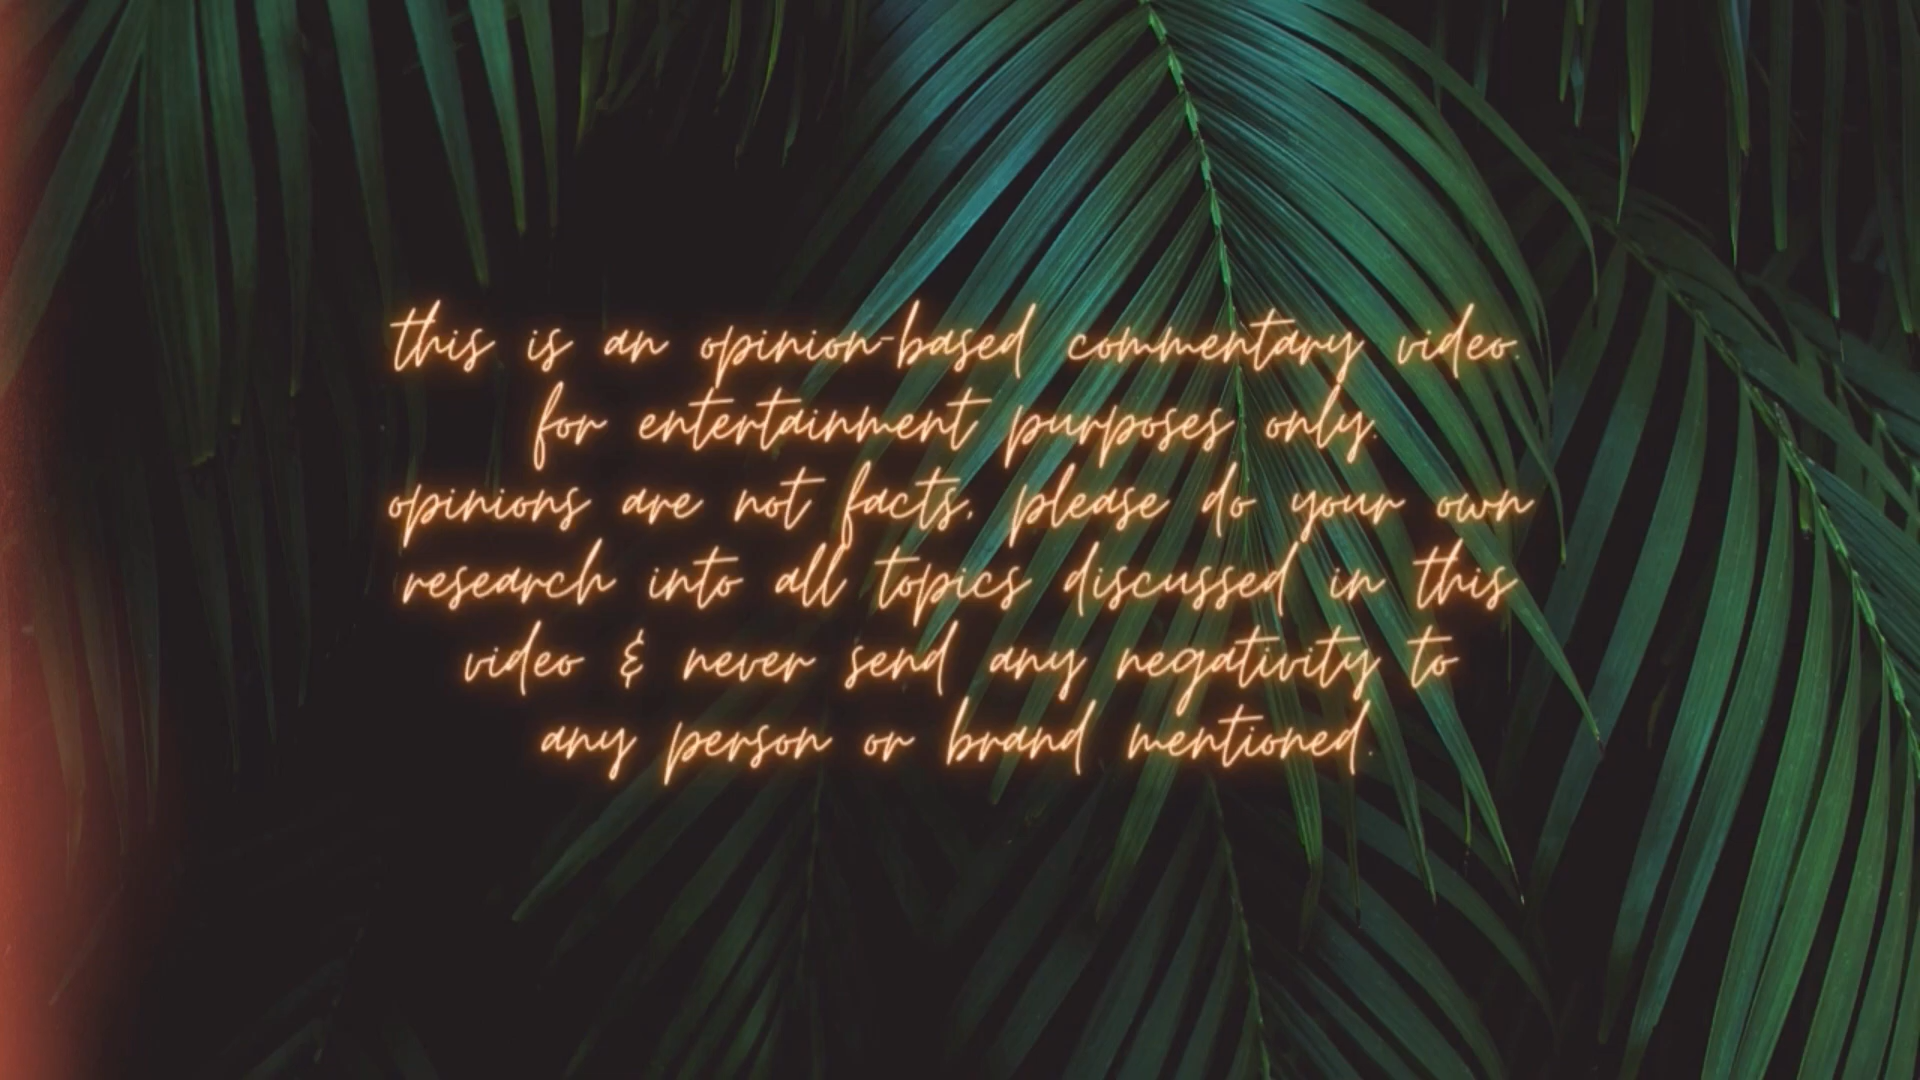 this is an opinion-based commentary video.
for entertainment purposes only.
opinions are not facts, please do your own
research into all topics discussed in this
video & never send any negativity to
any person or brand mentioned.